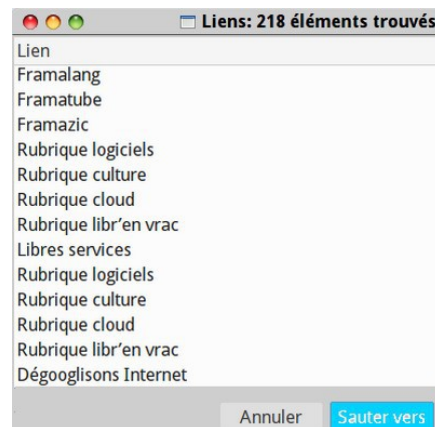 Liens: 218 éléments trouvés
Lien
Framalang
Framatube
Framazic
Rubrique logiciels
Rubrique culture
Rubrique cloud
Rubrique libr'en vrac
Libres services
Rubrique logiciels
Rubrique culture
Rubrique cloud
Rubrique libr'en vrac
Dégooglisons Internet
Annuler Sauter vers